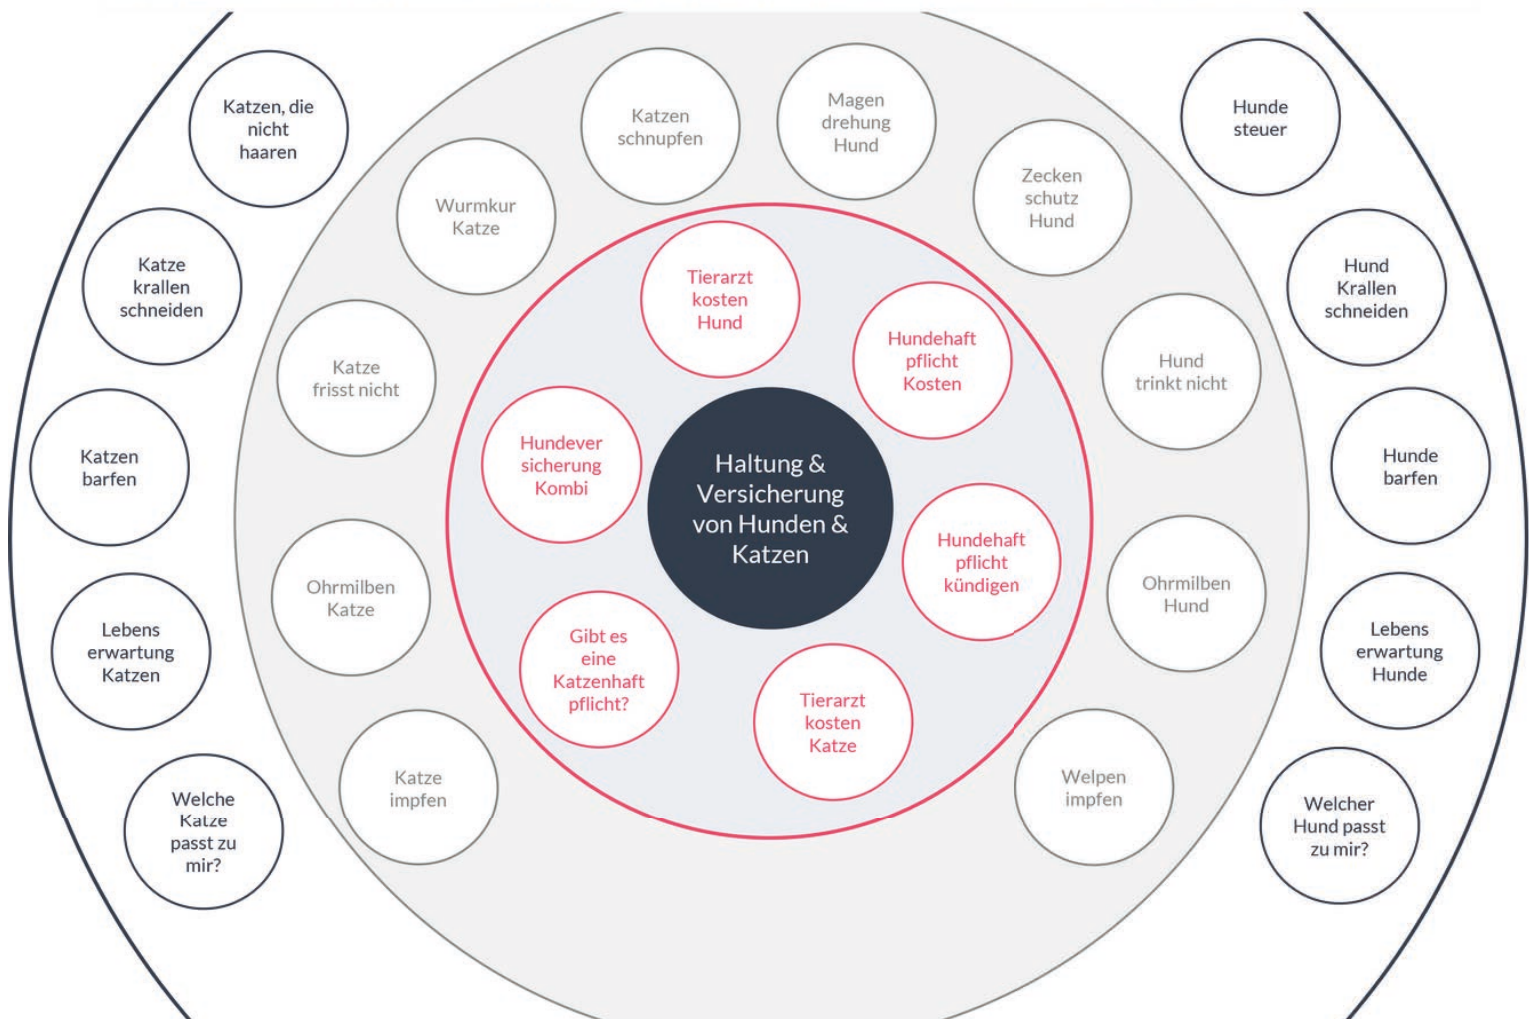 Katzen, die
nicht
haaren
Katzen
schnupfen
Magen
drehung
Hund
Hunde
steuer
Wurmkur
Katze
Zecken
schutz
Hund
Katze
krallen
schneiden
Tierarzt
kosten
Hund
Hund
Krallen
schneiden
Katze
frisst nicht
Hundehaft
pflicht
Kosten
Hund
trinkt nicht
Katzen
barfen
Hundever
sicherung
Kombi
Haltung &
Versicherung
von Hunden &
Katzen
Hunde
barfen
Ohrmilben
Katze
Hundehaft
pflicht
kündigen
Ohrmilben
Hund
Lebens
erwartung
Katzen
Gibt es
eine
Katzenhaft
pflicht?
Tierarzt
kosten
Katze
Lebens
erwartung
Hunde
Katze
impfen
Welpen
impfen
Welche
Katze
passt zu
mir?
Welcher
Hund passt
zu mir?